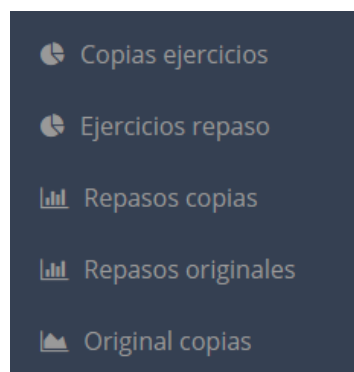 Copias ejercicios
Ejercicios repaso
Repasos copias
Repasos originales
Original copias